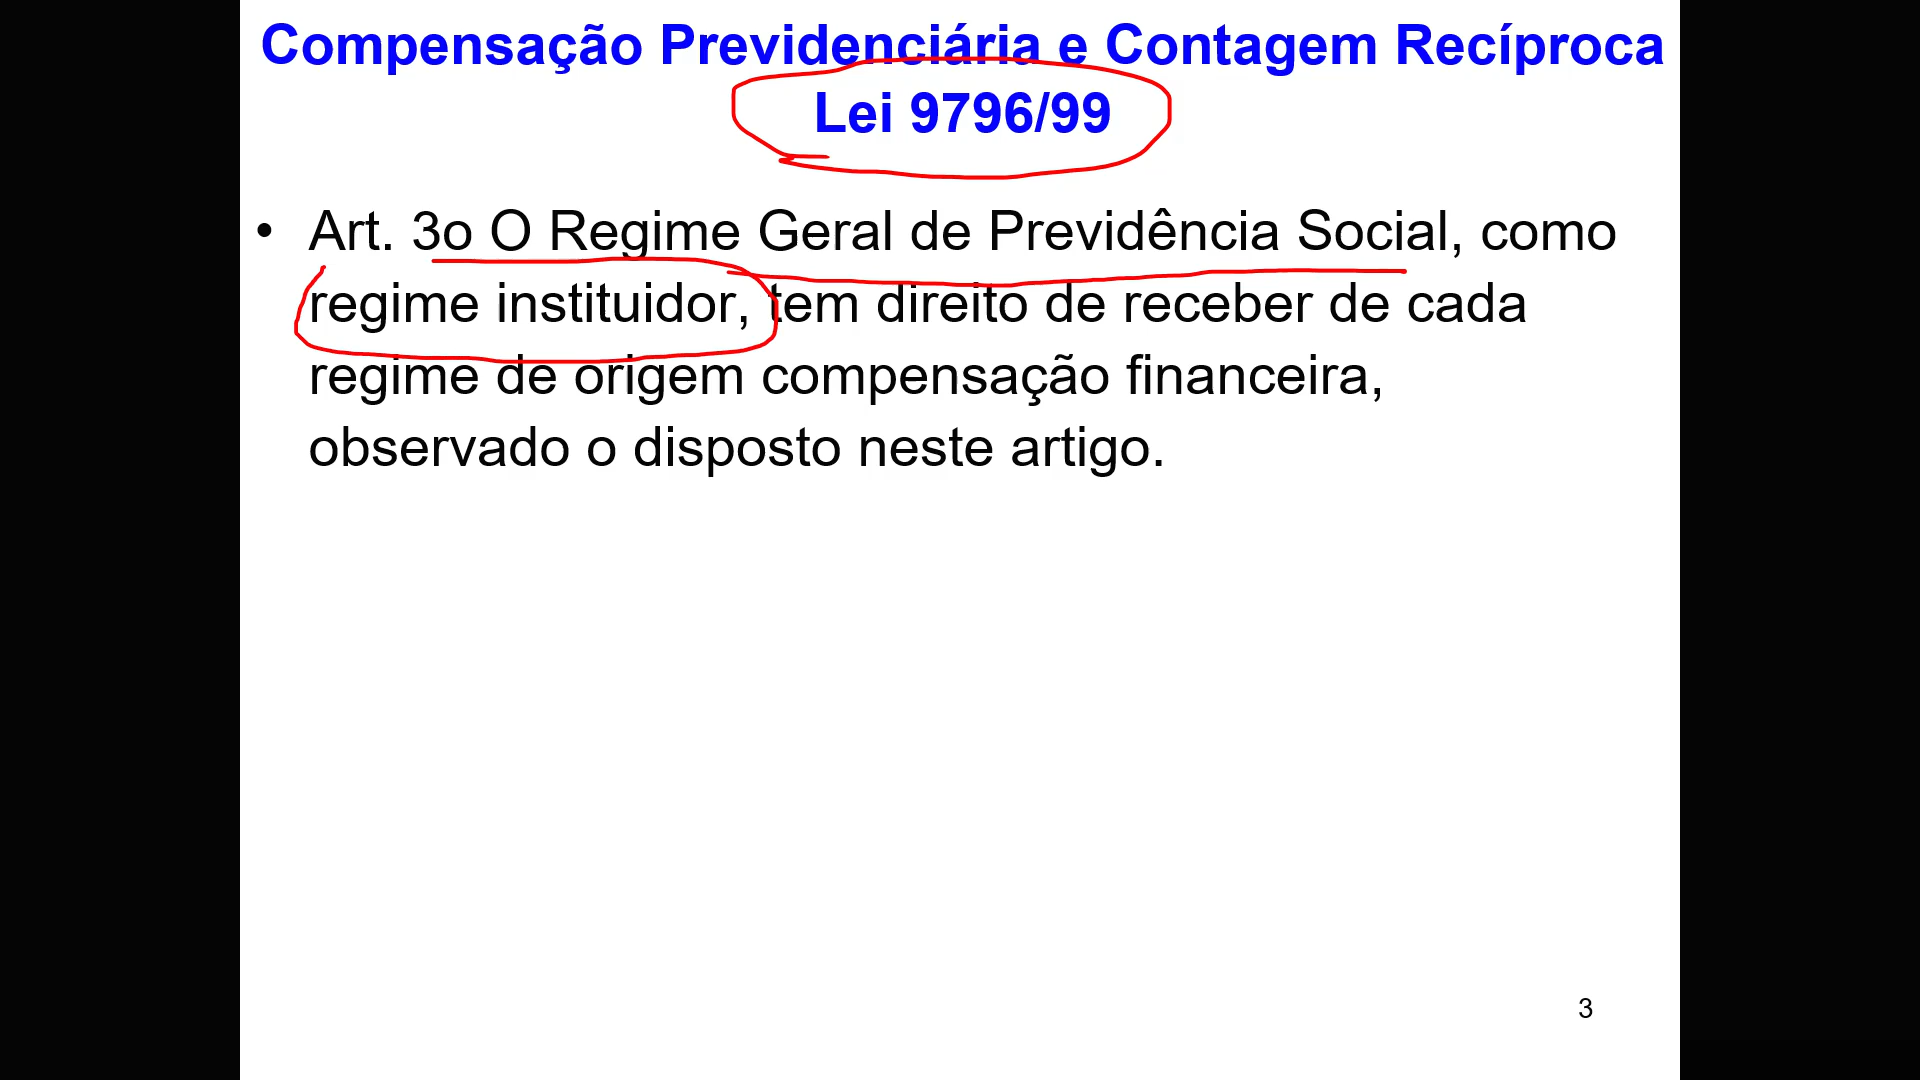 Compensação Previdenciária e Contagem Recíproca
Lei 9796/99
• Art. 3o O Regime Geral de Previdência Social, como
regime instituidor, tem direito de receber de cada
regime de origem compensação financeira,
observado o disposto neste artigo.
3